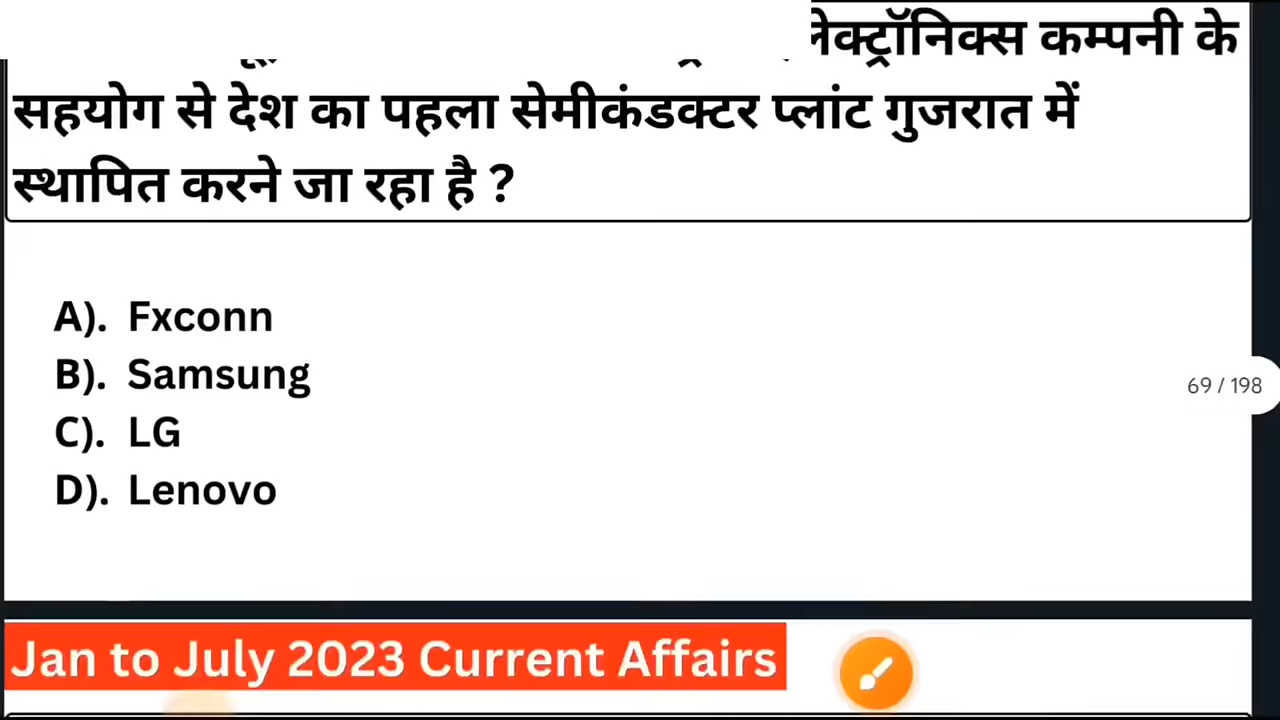 कम्पनी के
सहयोग से देश का पहला सेमीकंडक्टर प्लांट गुजरात में
स्थापित करने जा रहा है ?
A). Fxconn
B). Samsung
C). LG
D). Lenovo
69 / 198
Jan to July 2023 Current Affairs